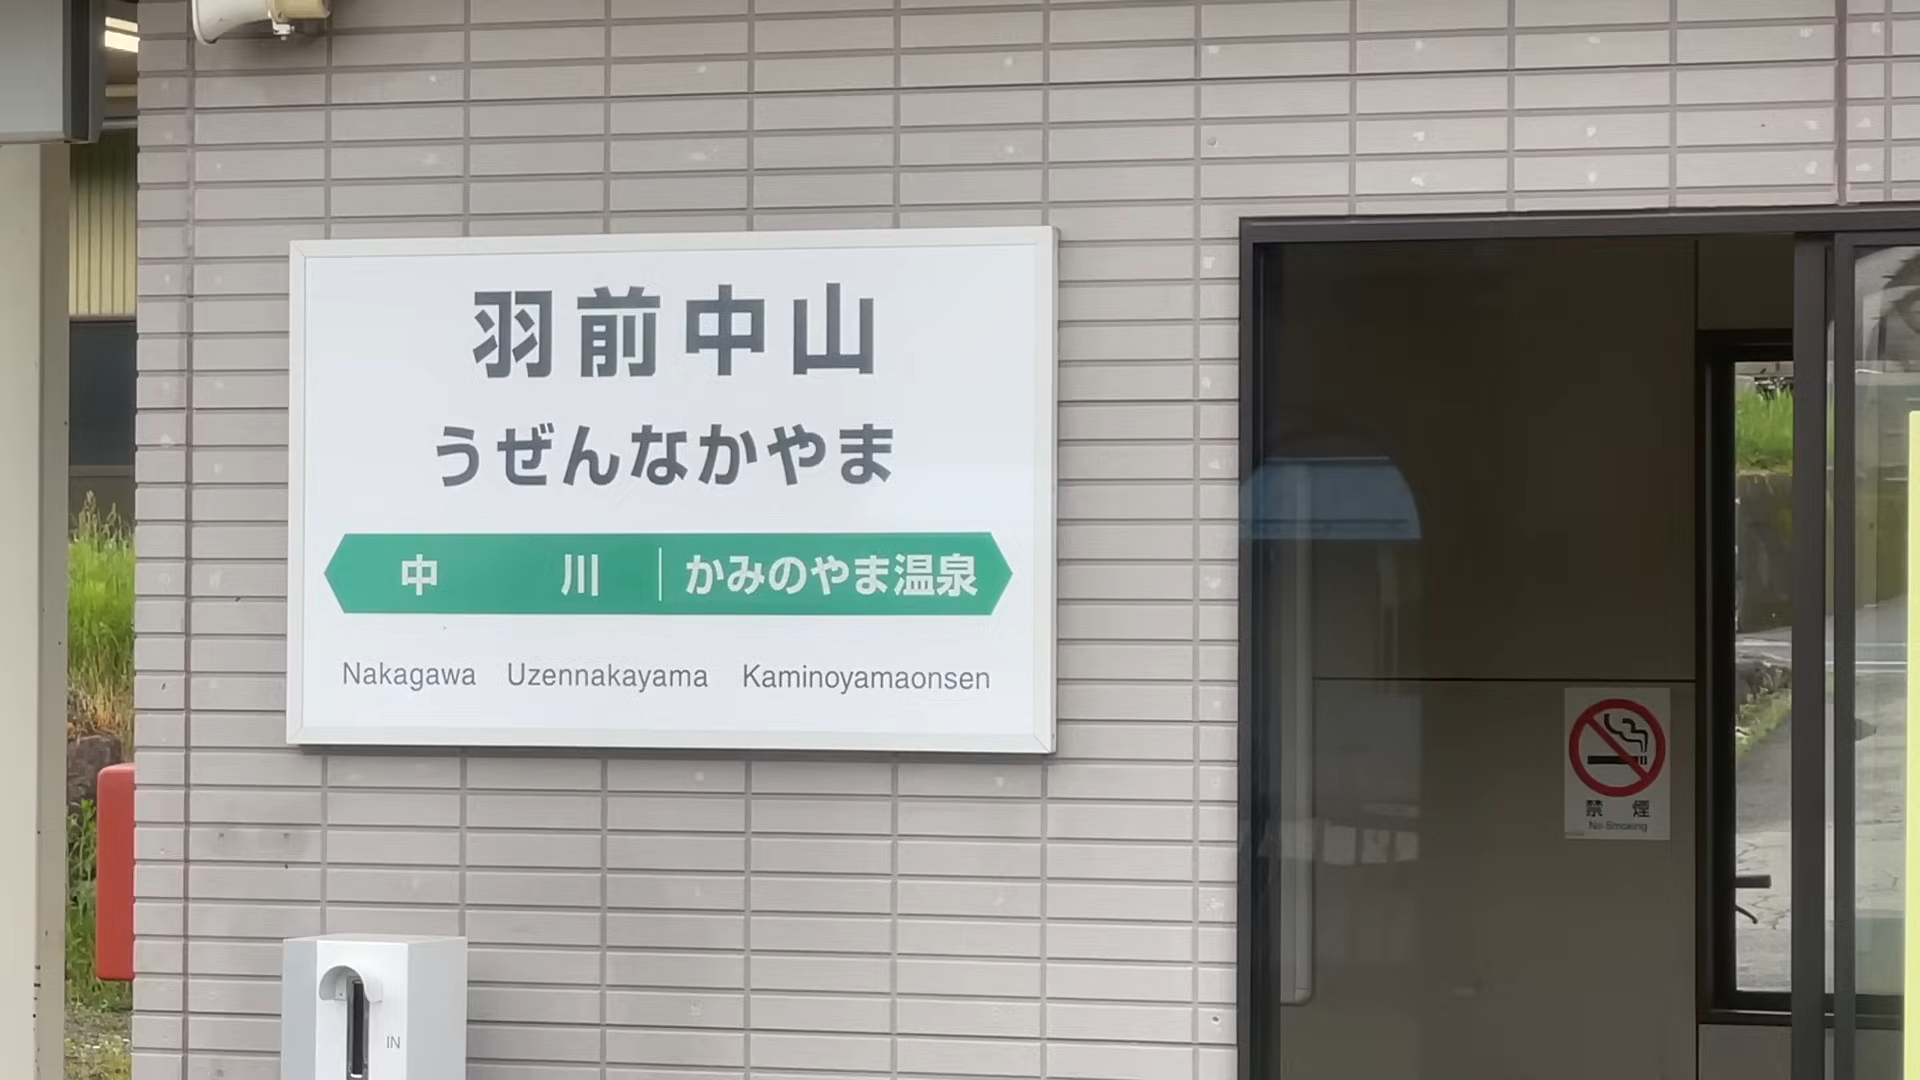 羽前中山
うぜんなかやま
中川 かみのやま温泉
Nakagawa Uzennakayama Kaminoyamaonsen
禁煙
No Smoking
IN